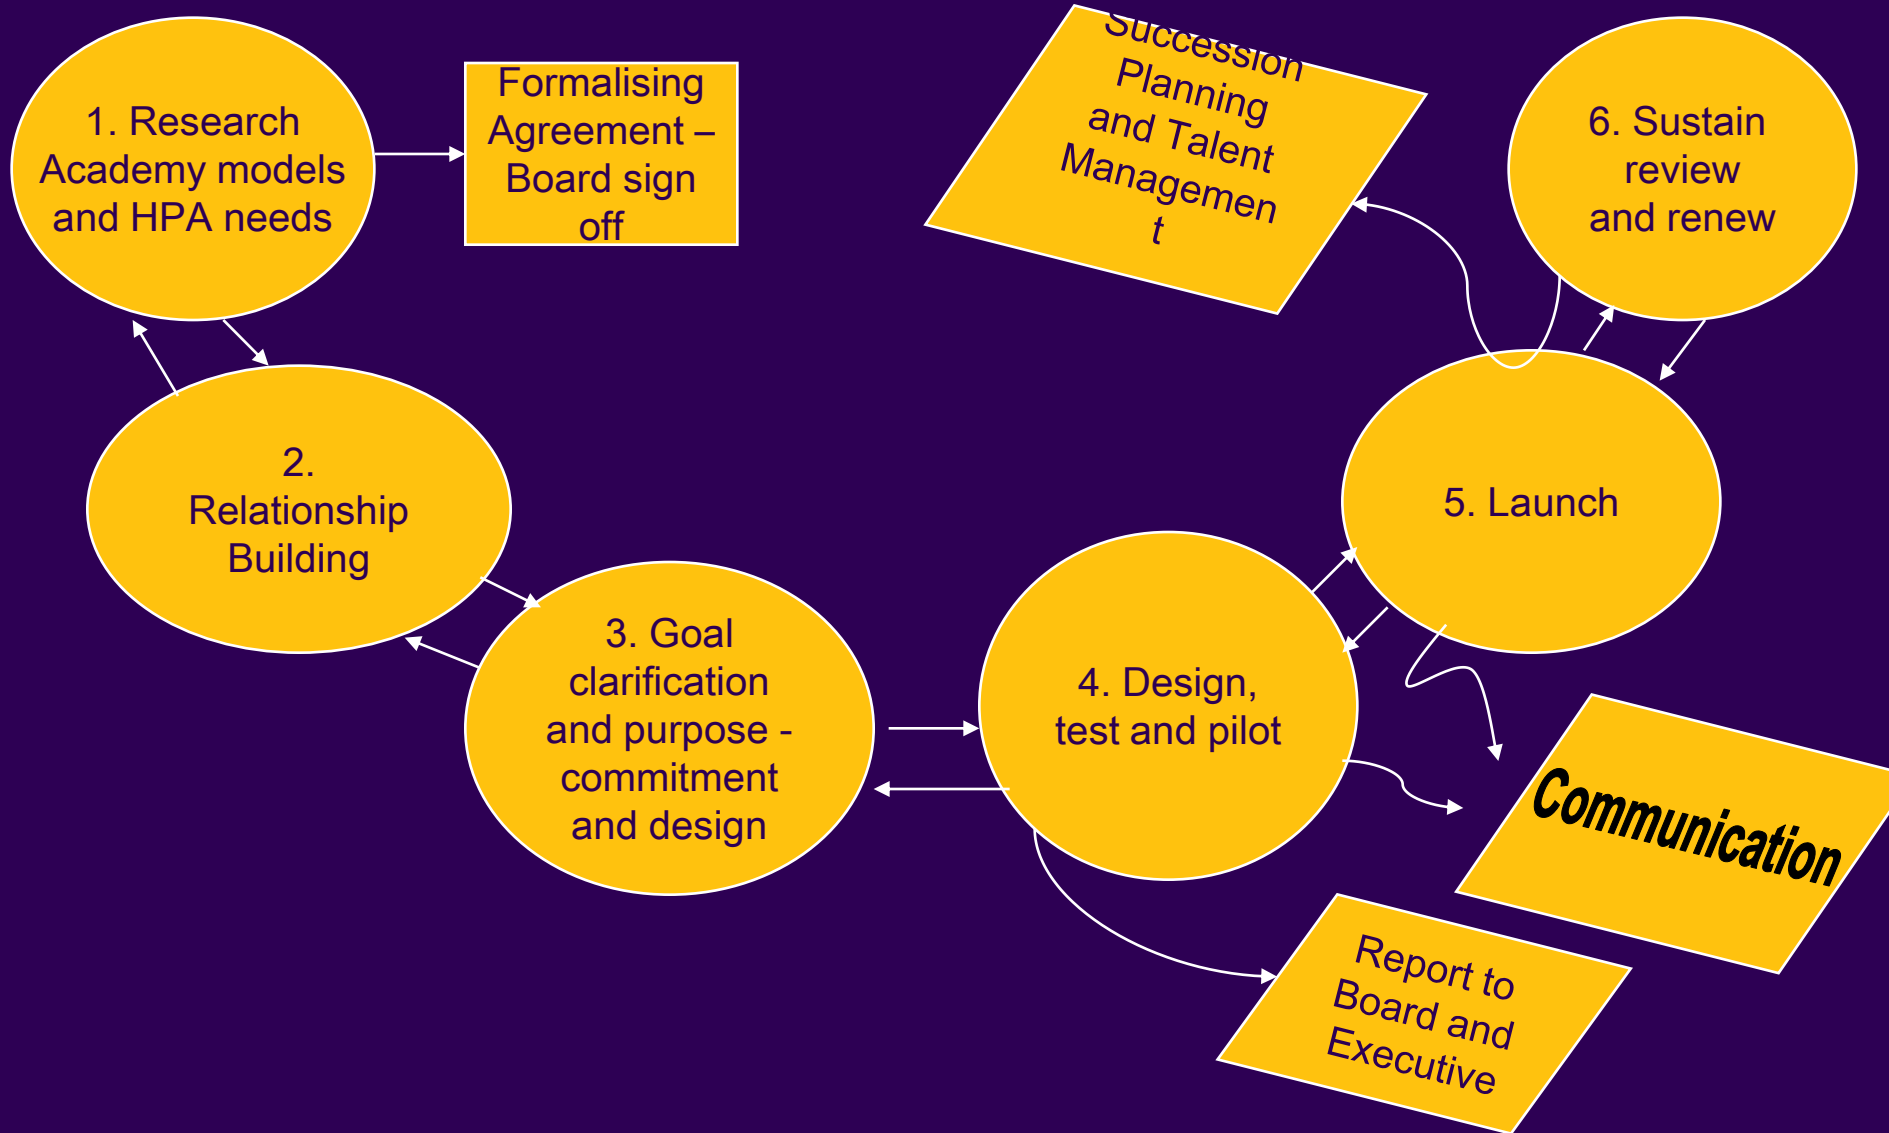 1. Research
Academy models
and HPA needs
Formalising
Agreement –
Board sign
off
Succession
Planning
and Talent
Managemen
t
6. Sustain
review
and renew
2.
Relationship
Building
5. Launch
3. Goal
clarification
and purpose -
commitment
and design
4. Design,
test and pilot
Communication
Report to
Board and
Executive